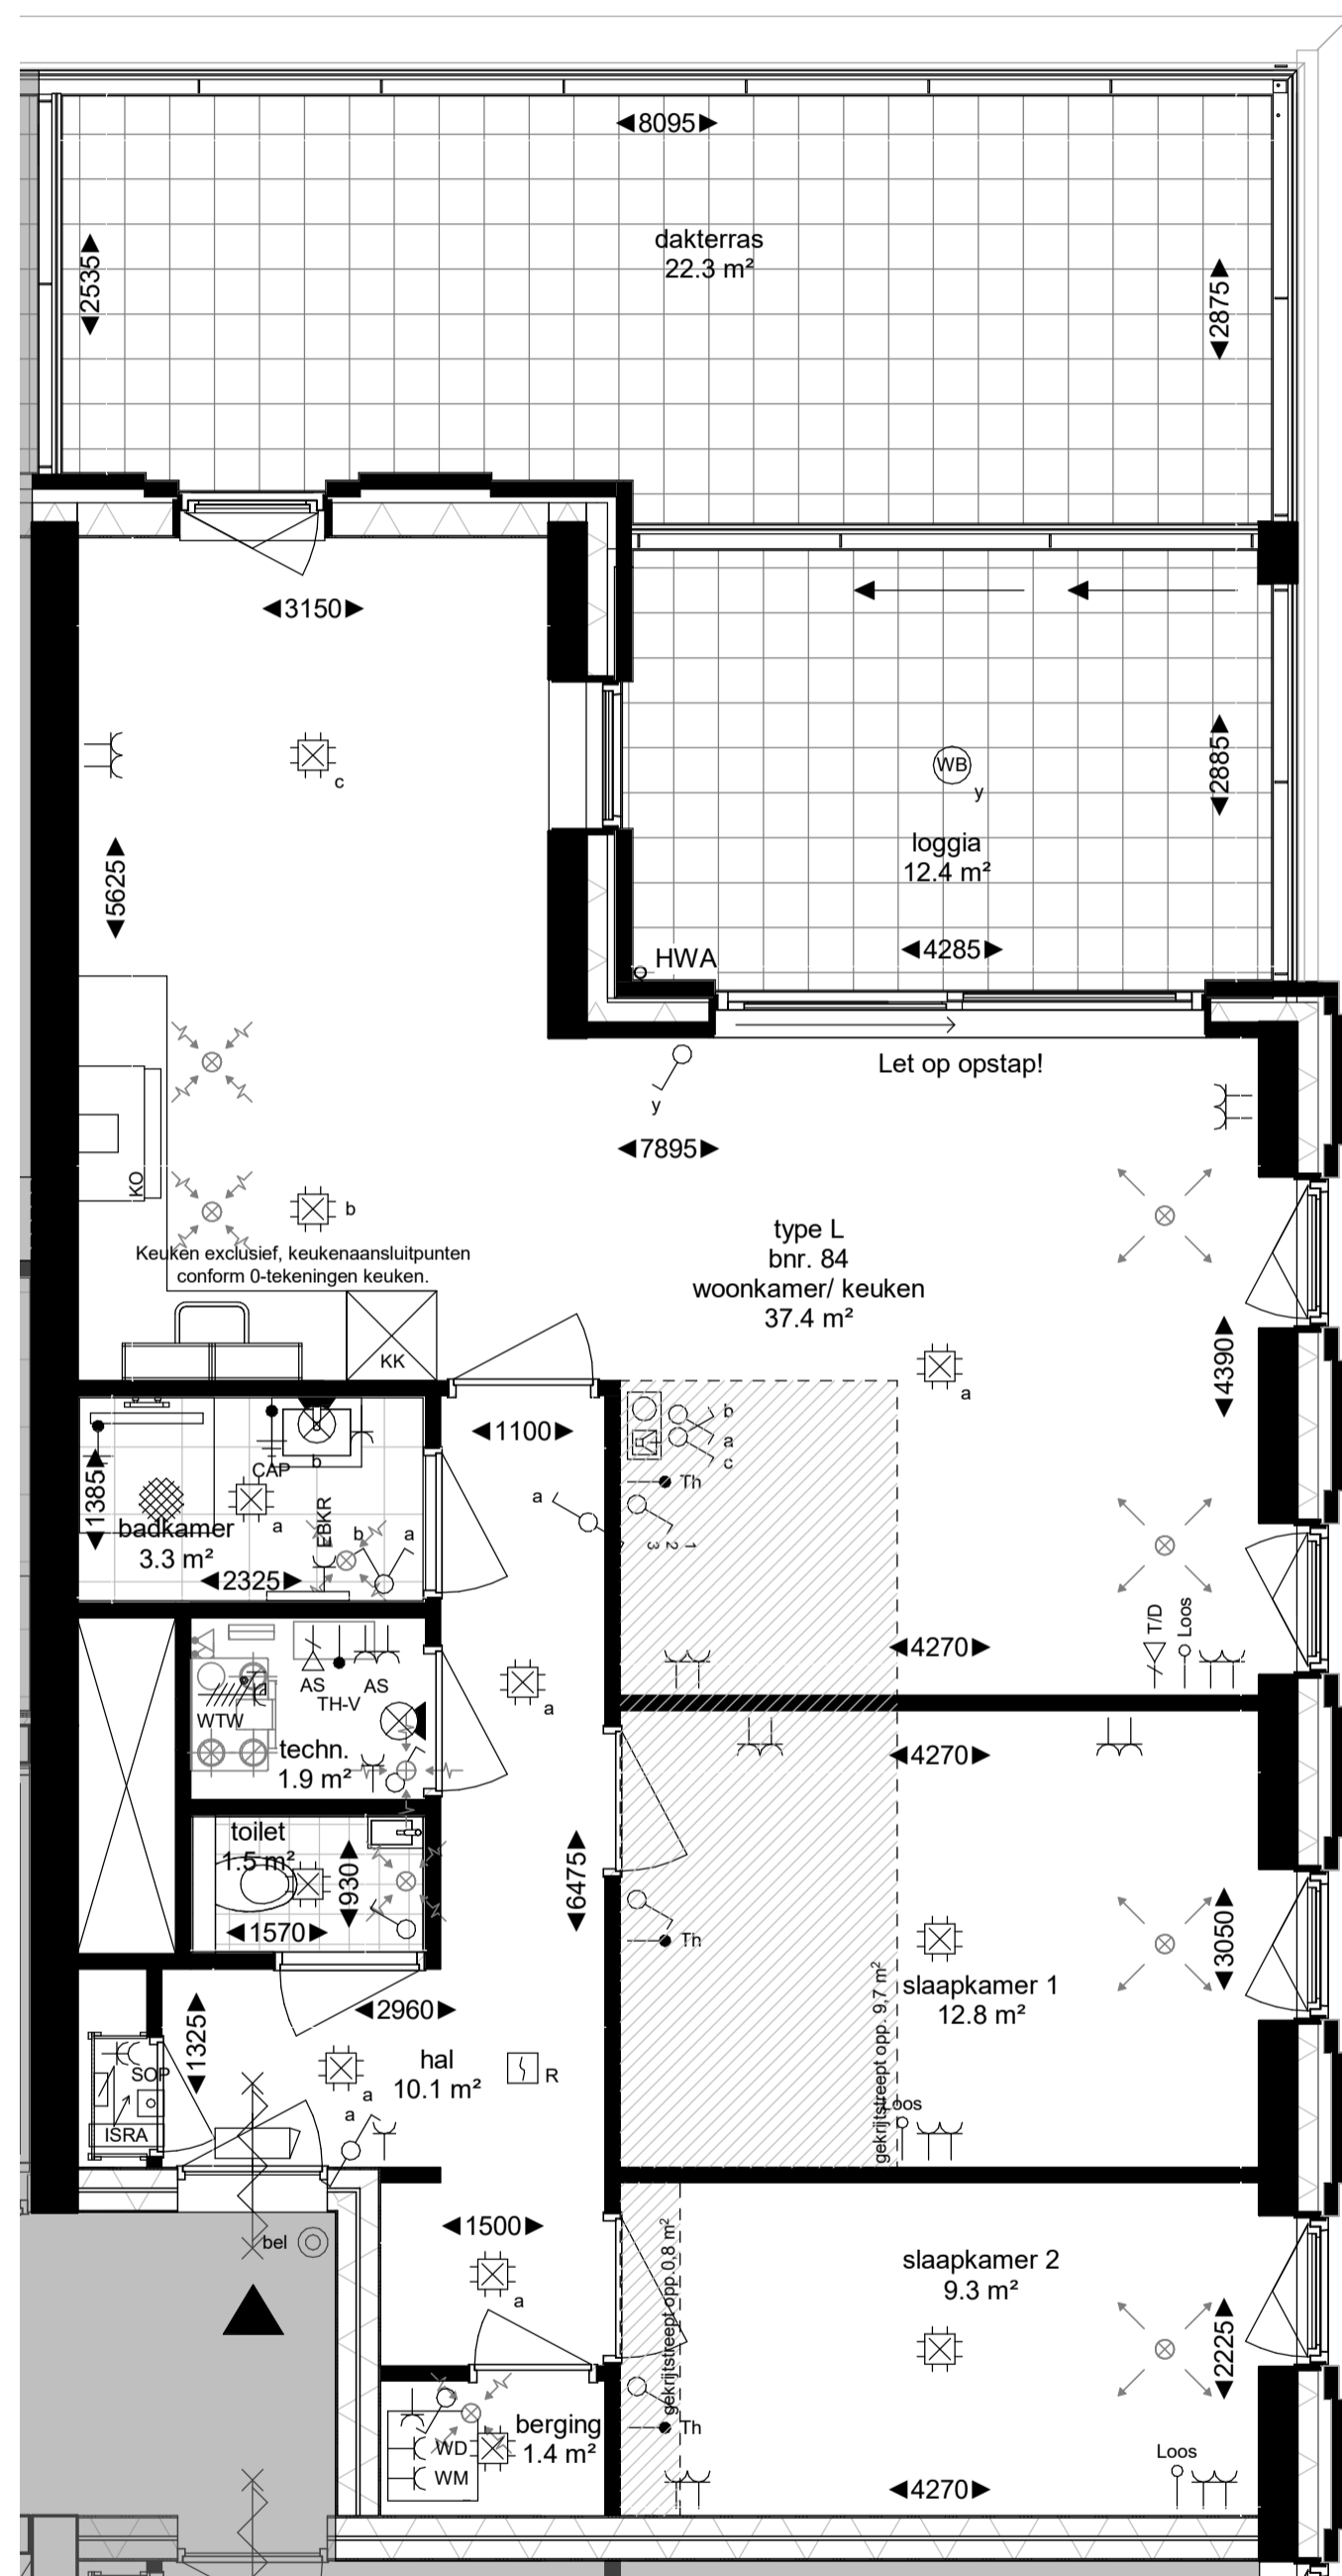 8095
dakterras
22.3 m²
2535
2875
3150
c
WB
y
2885
loggia
12.4 m²
5625
4285
HWA
Let op opstap!
y
7895
KO
b
type L
bnr. 84
woonkamer/ keuken
37.4 m²
Keuken exclusief, keukenaansluitpunten
conform 0-tekeningen keuken.
KK
4390
a
1100
b
a
c
Th
1385
CAP
b
a
badkamer
3.3 m²
EBKR
b
a
2325
a
1
2
3
T/D
Loos
4270
AS
AS
TH-V
WTW
techn.
1.9 m²
a
4270
toilet
1.5 m²
930
1570
6475
Th
slaapkamer 1
12.8 m²
3050
gekrijtstreept opp. 9,7 m²
Loos
1325
2960
hal
10.1 m²
R
a
a
SOP
ISRA
bel
1500
a
gekrijtstreept opp.0.8 m²
slaapkamer 2
9.3 m²
2225
berging
1.4 m²
WD
WM
Th
Loos
4270